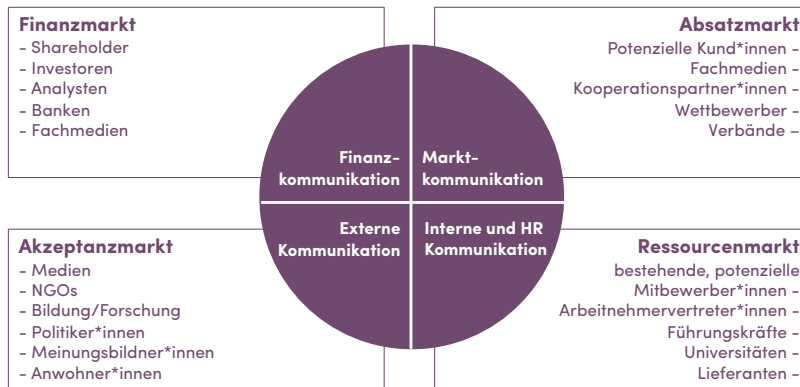 Finanzmarkt
- Shareholder
- Investoren
- Analysten
- Banken
- Fachmedien
Absatzmarkt
Potenzielle Kund*innen -
Fachmedien -
Kooperationspartner*innen -
Wettbewerber -
Verbände –
Finanz-
kommunikation
Markt-
kommunikation
Externe
Kommunikation
Interne und HR
Kommunikation
Akzeptanzmarkt
- Medien
- NGOs
- Bildung/Forschung
- Politiker*innen
- Meinungsbildner*innen
- Anwohner*innen
Ressourcenmarkt
bestehende, potenzielle
Mitbewerber*innen -
Arbeitnehmervertreter*innen -
Führungskräfte -
Universitäten -
Lieferanten -